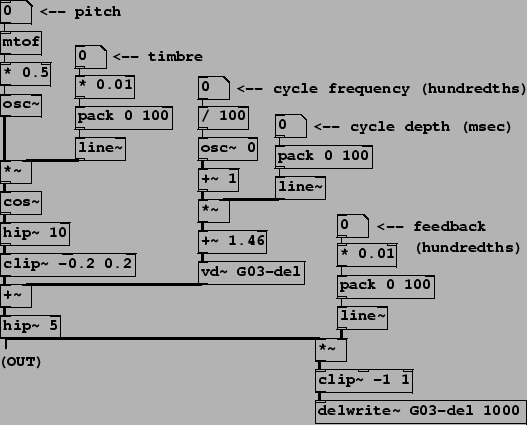 0 <-- pitch
mtof
* 0.5
osc~
0 <-- timbre
* 0.01
pack 0 100
line~
0 <-- cycle frequency (hundredths)
/ 100
osc~ 0
+~ 1
0 <-- cycle depth (msec)
pack 0 100
line~
*~
cos~
hip~ 10
clip~ -0.2 0.2
+~
hip~ 5
(OUT)
*~
+~ 1.46
vd~ G03-del
0 <-- feedback
(hundredths)
* 0.01
pack 0 100
line~
*~
clip~ -1 1
delwrite~ G03-del 1000